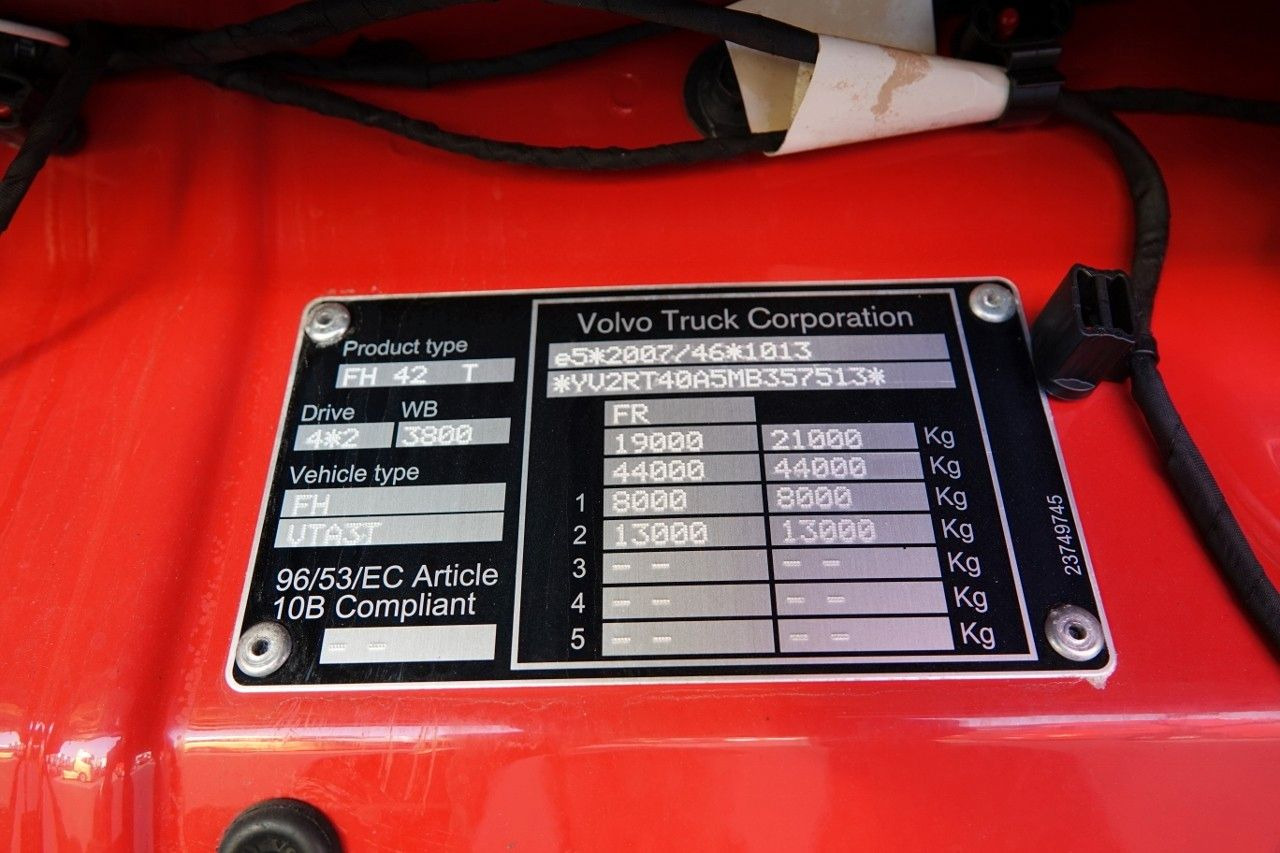 Product type
FH 42 T
Drive WB
4*2 3800
Vehicle type
FH
VTA3T
96/53/EC Article
10B Compliant
-- --
Volvo Truck Corporation
e5*2007/46*1013
*YV2RT40A5MB357513*
FR
19000 21000 Kg
44000 44000 Kg
1 8000 8000 Kg
2 13000 13000 Kg
3 -- -- -- -- Kg
4 -- -- -- -- Kg
5 -- -- -- -- Kg
23749745